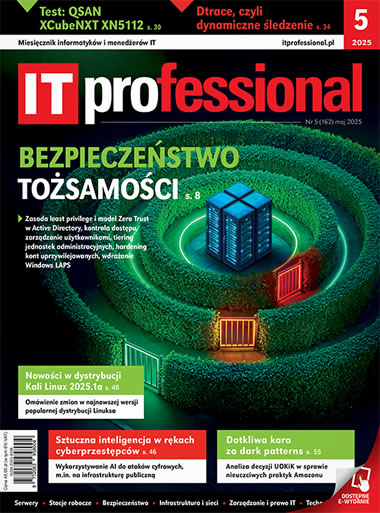 Test: QSAN
XCubeNXT XN5112 s. 30
Dtrace, czyli
dynamiczne śledzenie s. 34
5
2025
Miesięcznik informatyków i menedżerów IT
itprofessional.pl
IT professional
Nr 5 (162) maj 2025
BEZPIECZEŃSTWO
TOŻSAMOŚCI s. 8
Zasada least privilege i model Zero Trust
w Active Directory, kontrola dostępu,
zarządzanie użytkownikami, tiering
jednostek administracyjnych, hardening
kont uprzywilejowanych, wdrażanie
Windows LAPS
Nowości w dystrybucji
Kali Linux 2025.1a s. 40
Omówienie zmian w najnowszej wersji
popularnej dystrybucji Linuksa
Sztuczna inteligencja w rękach
cyberprzestępców s. 46
Wykorzystywanie AI do ataków cyfrowych,
m.in. na infrastrukturę publiczną
Dotkliwa kara
za dark patterns s. 55
Analiza decyzji UOKiK w sprawie
nieuczciwych praktyk Amazonu
DOSTĘPNE
E-WYDANIE
Serwery • Stacje robocze • Bezpieczeństwo • Infrastruktura i sieci • Zarządzanie i prawo IT • Techn